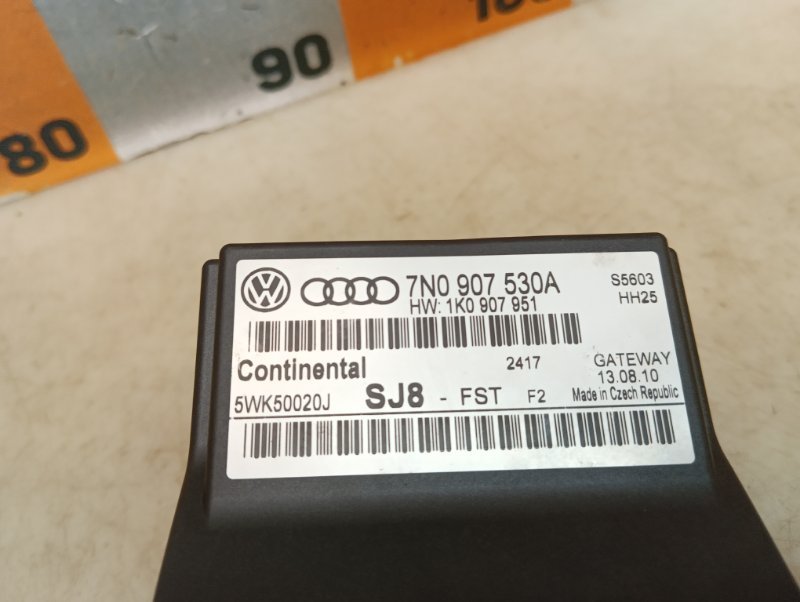 80
90
7N0 907 530A
S5603
HW: 1K0 907 951
HH25
Continental
2417
GATEWAY
13.08.10
5WK50020J
SJ8 - FST F2
Made in Czech Republic